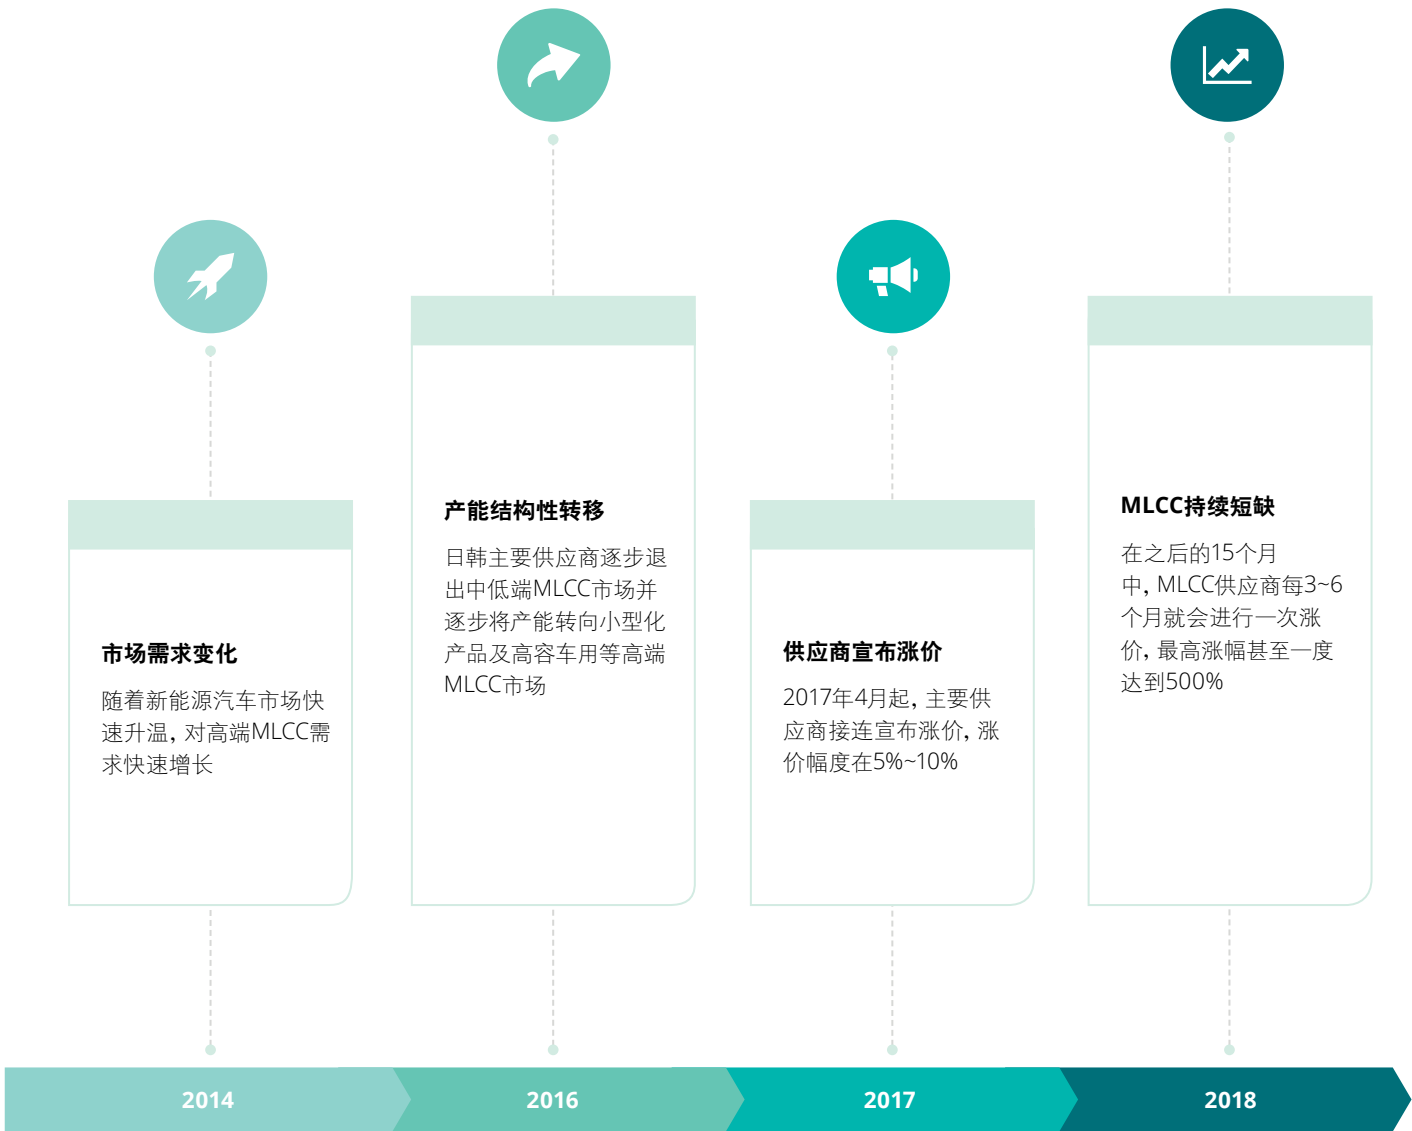 市场需求变化
随着新能源汽车市场快
速升温，对高端MLCC需
求快速增长
产能结构性转移
日韩主要供应商逐步退
出中低端MLCC市场并
逐步将产能转向小型化
产品及高容车用等高端
MLCC市场
供应商宣布涨价
2017年4月起，主要供
应商接连宣布涨价，涨
价幅度在5%~10%
MLCC持续短缺
在之后的15个月
中，MLCC供应商每3~6
个月就会进行一次涨
价，最高涨幅甚至一度
达到500%
2014
2016
2017
2018